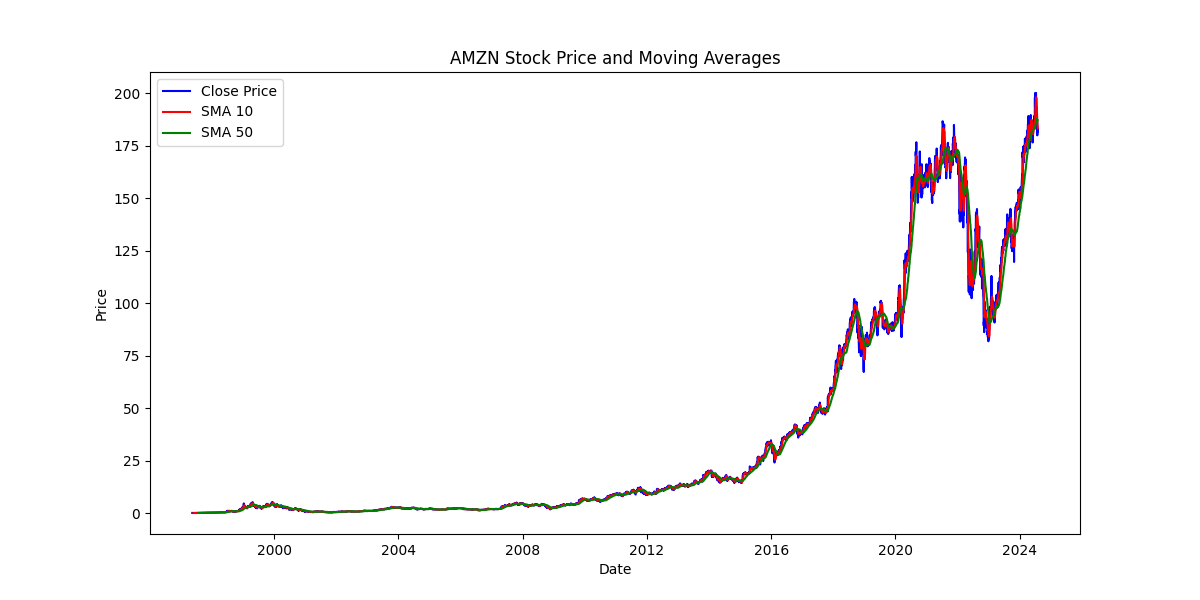 AMZN Stock Price and Moving Averages
Close Price
SMA 10
SMA 50
Price
200
175
150
125
100
75
50
25
0
2000 2004 2008 2012 2016 2020 2024
Date